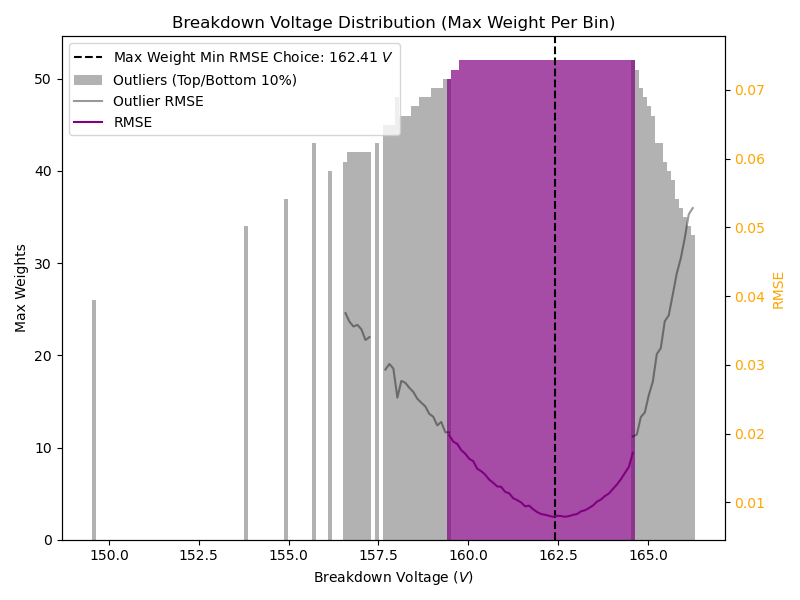 Breakdown Voltage Distribution (Max Weight Per Bin)
Max Weight Min RMSE Choice: 162.41 V
Outliers (Top/Bottom 10%)
Outlier RMSE
RMSE
Max Weights
50
40
30
20
10
0
0.07
0.06
0.05
0.04
0.03
0.02
0.01
RMSE
150.0 152.5 155.0 157.5 160.0 162.5 165.0
Breakdown Voltage (V)